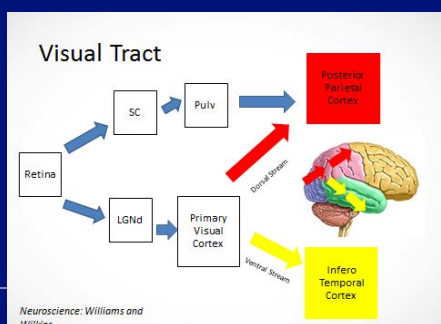 Visual Tract
SC
Pulv
Posterior
Parietal
Cortex
Retina
LGNd
Primary
Visual
Cortex
Dorsal Stream
Ventral Stream
Infero
Temporal
Cortex
Neuroscience: Williams and
Wilkins